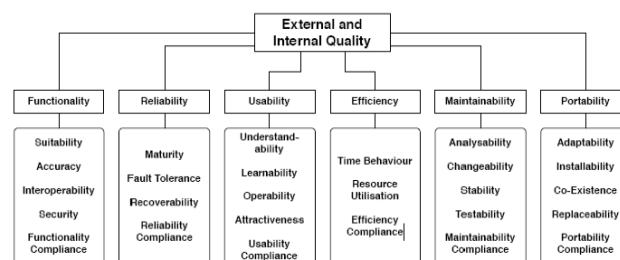 External and
Internal Quality
Functionality
Reliability
Usability
Efficiency
Maintainability
Portability
Suitability
Accuracy
Interoperability
Security
Functionality
Compliance
Maturity
Fault Tolerance
Recoverability
Reliability
Compliance
Understand-
ability
Learnability
Operability
Attractiveness
Usability
Compliance
Time Behaviour
Resource
Utilisation
Efficiency
Compliance
Analysability
Changeability
Stability
Testability
Maintainability
Compliance
Adaptability
Installability
Co-Existence
Replaceability
Portability
Compliance